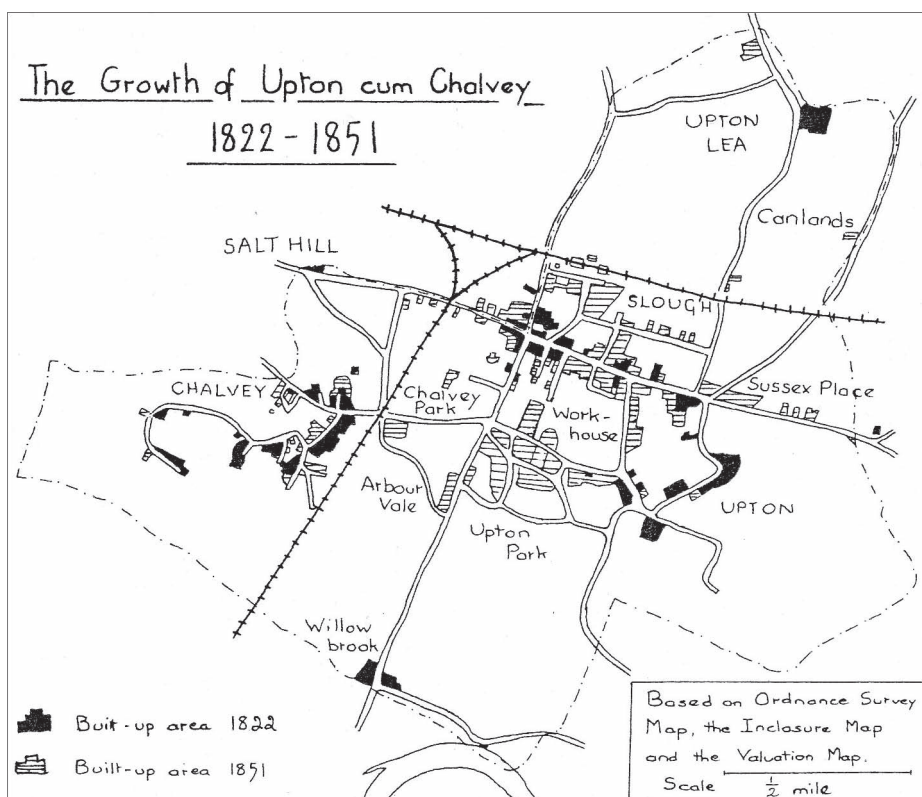 The Growth of Upton cum Chalvey
1822 - 1851
UPTON
LEA
Canlands
SALT HILL
SLOUGH
CHALVEY
Chalvey
Park
Sussex Place
Work-
house
Arbour
Vale
Upton
Park
UPTON
Willow
brook
Buit-up area 1822
Built-up area 1851
Based on Ordnance Survey
Map, the Inclosure Map
and the Valuation Map.
Scale 1/2 mile